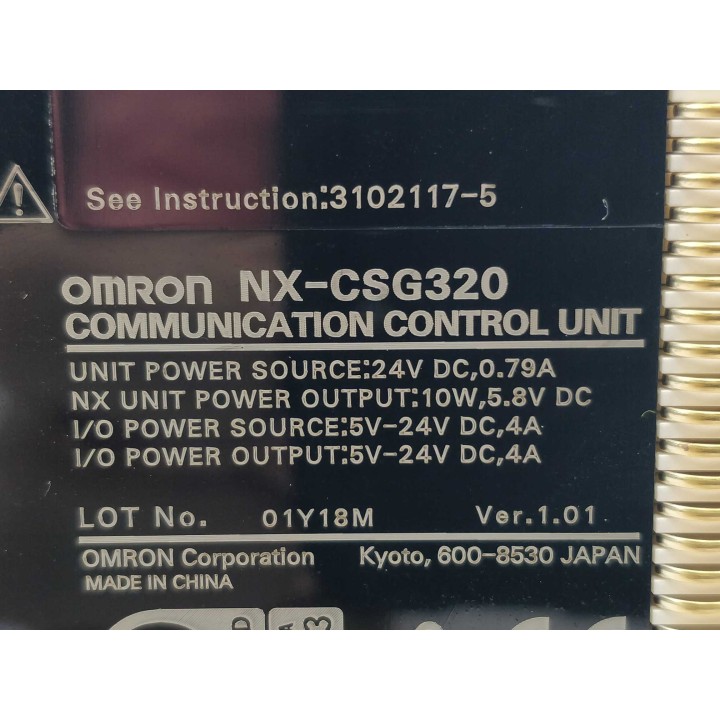 See Instruction:3102117-5
omron NX-CSG320
COMMUNICATION CONTROL UNIT
UNIT POWER SOURCE:24V DC,0.79A
NX UNIT POWER OUTPUT:10W,5.8V DC
I/O POWER SOURCE:5V-24V DC,4A
I/O POWER OUTPUT:5V-24V DC,4A
LOT No. 01Y18M Ver.1.01
OMRON Corporation Kyoto, 600-8530 JAPAN
MADE IN CHINA